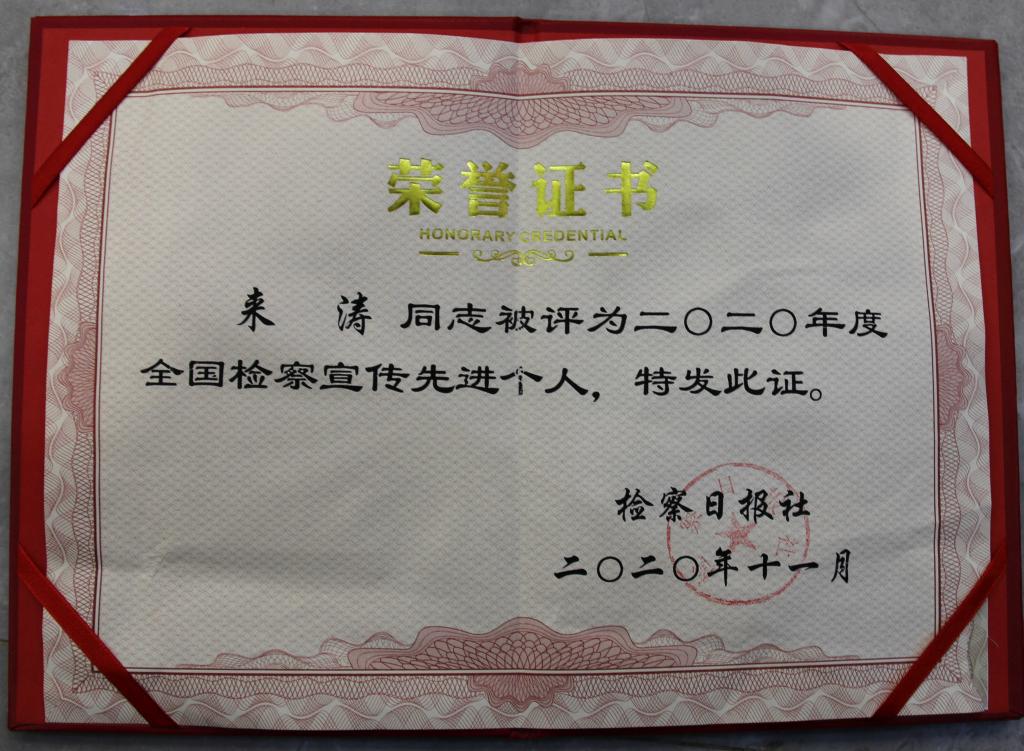 荣誉证书
HONORARY CREDENTIAL
来 涛 同志被评为二〇二〇年度
全国检察宣传先进个人，特发此证。
检察日报社
二〇二〇年十一月